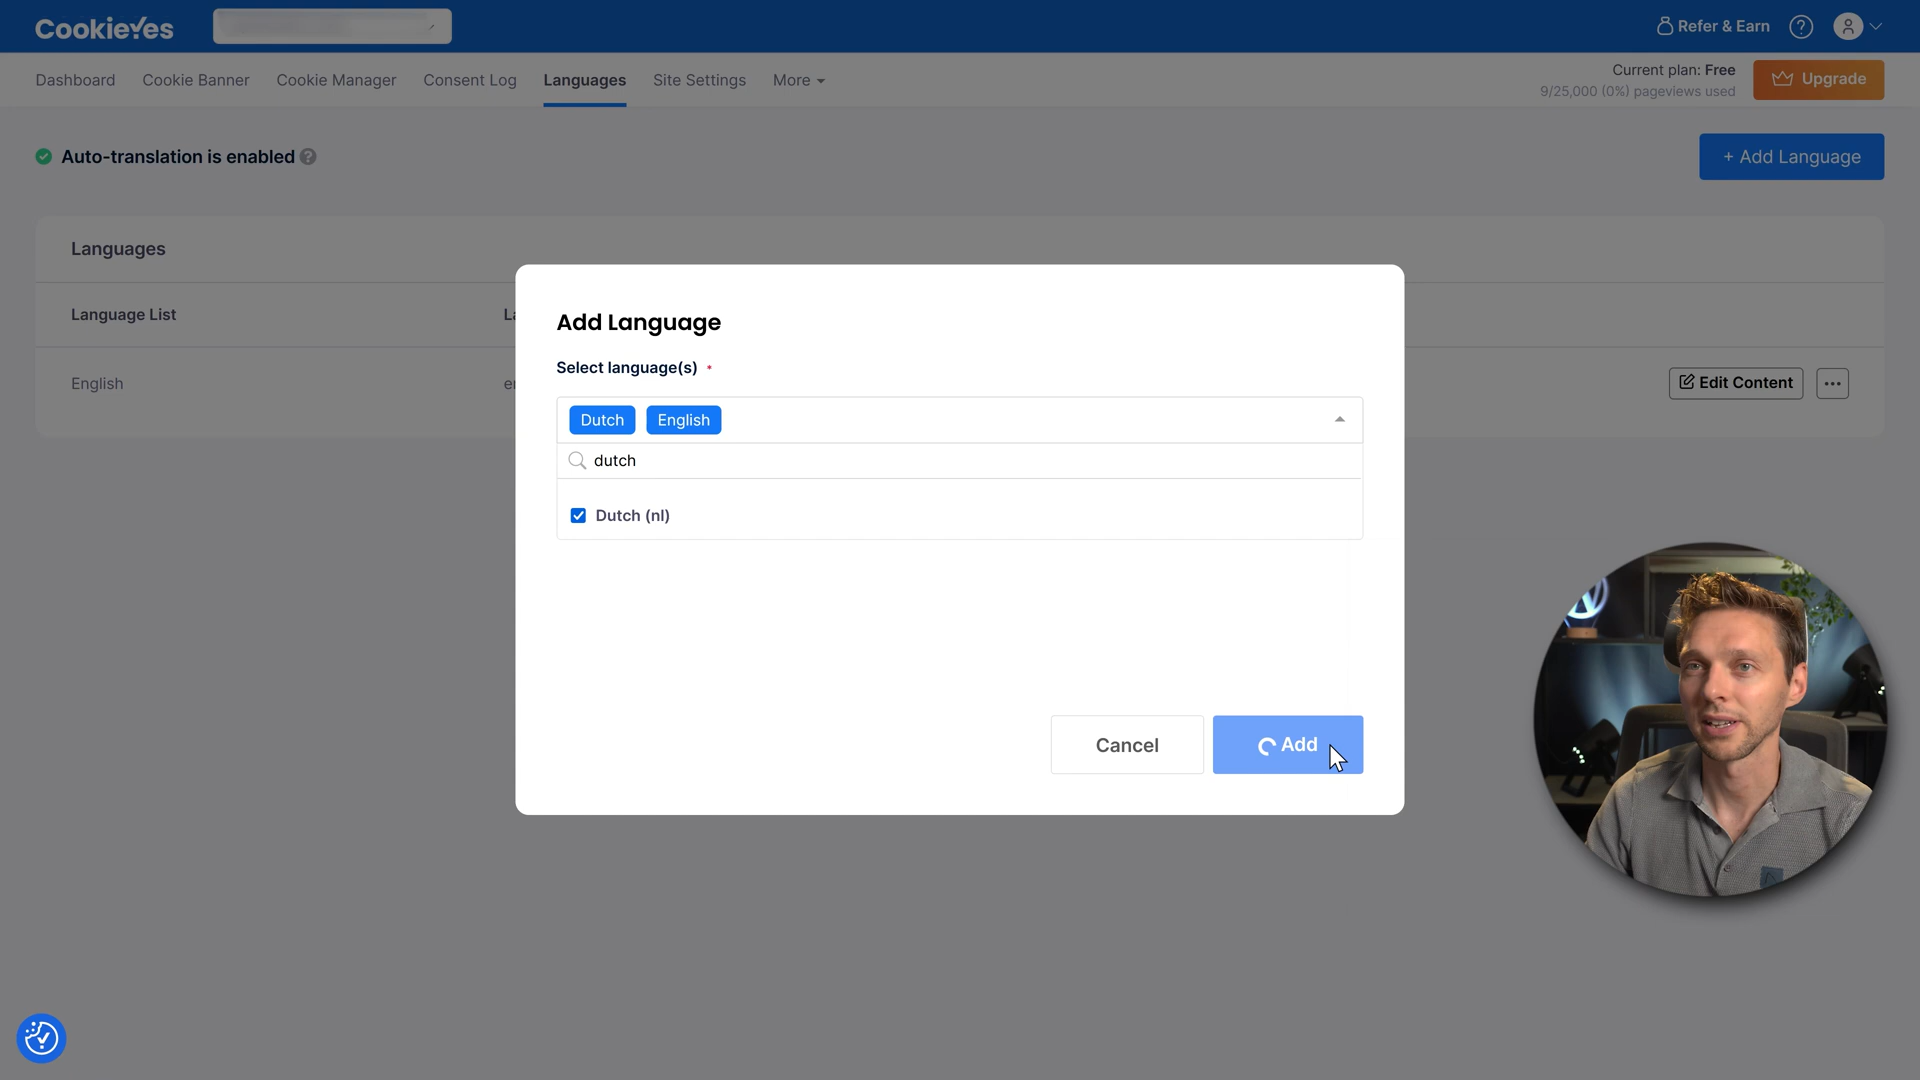 CookieYes
Refer & Earn
Dashboard Cookie Banner Cookie Manager Consent Log Languages Site Settings More
Current plan: Free
9/25,000 (0%) pageviews used
Upgrade
Auto-translation is enabled
+ Add Language
Languages
Language List
La
English
en
Edit Content
Add Language
Select language(s) *
Dutch English
dutch
Dutch (nl)
Cancel
Add